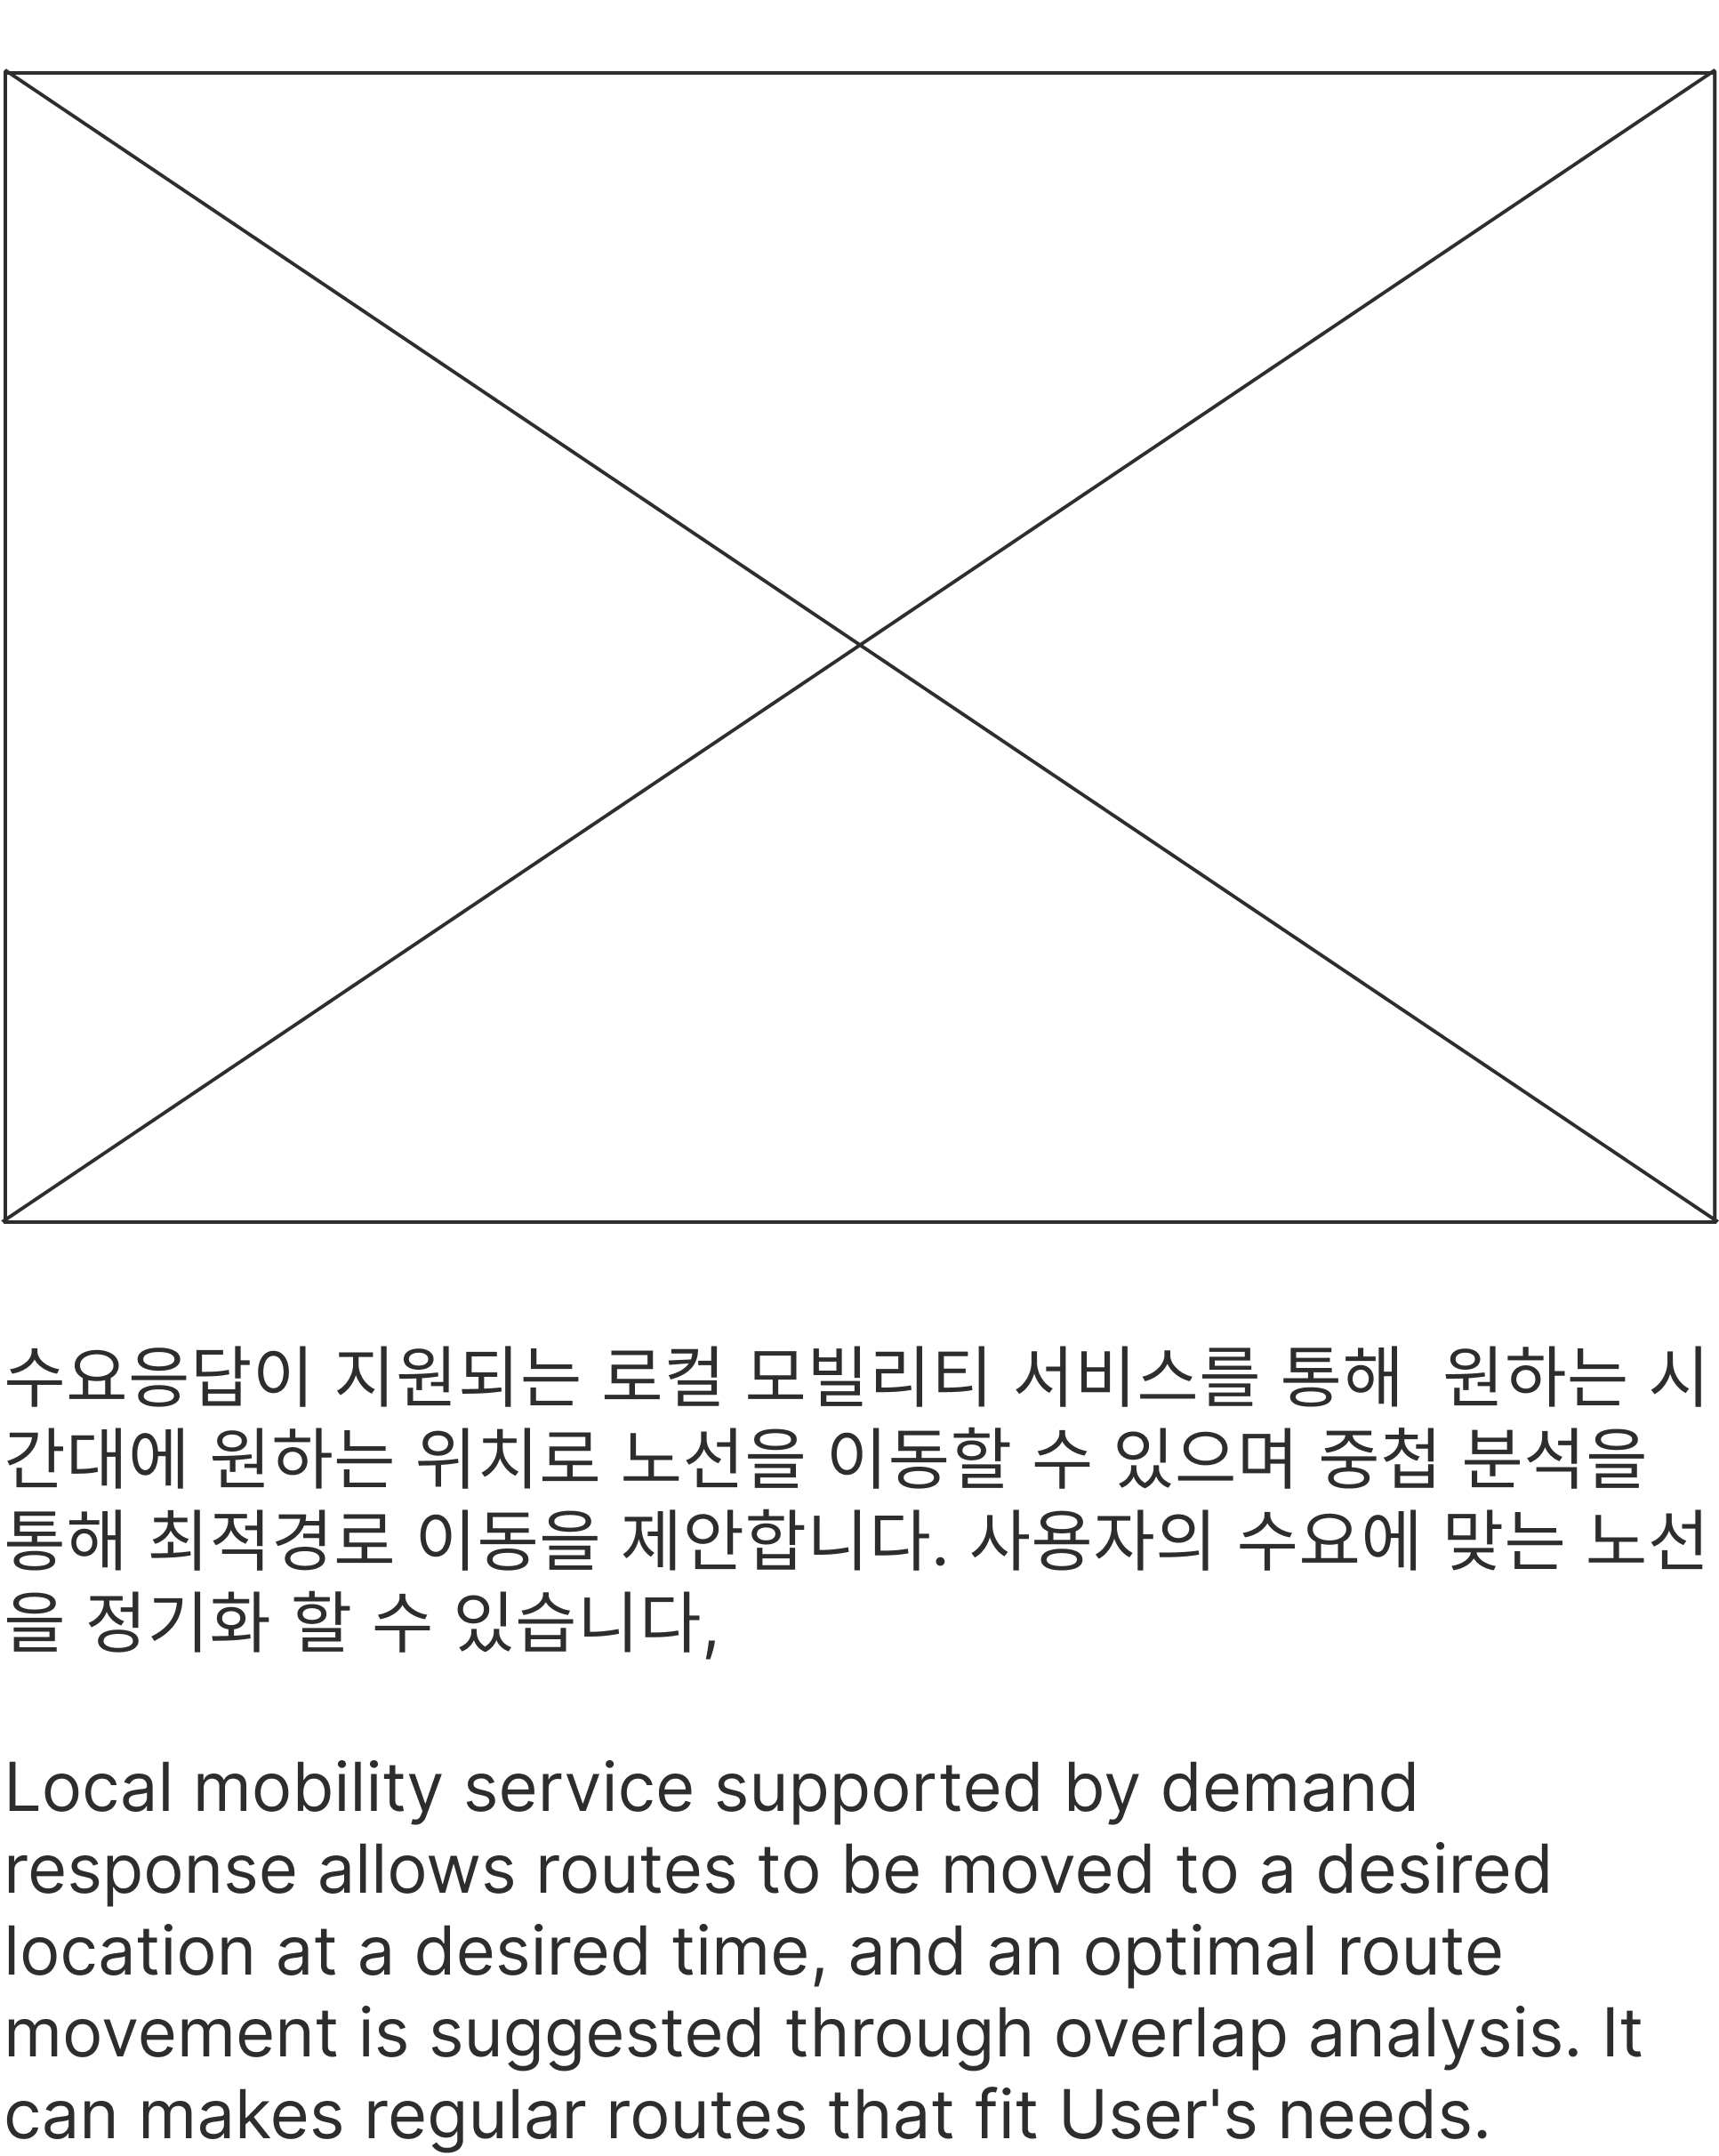 수요응답이 지원되는 로컬 모빌리티 서비스를 통해  원하는 시
간대에 원하는 위치로 노선을 이동할 수 있으며 중첩 분석을
통해 최적경로 이동을 제안합니다. 사용자의 수요에 맞는 노선
을 정기화 할 수 있습니다,
Local mobility service supported by demand
response allows routes to be moved to a desired
location at a desired time, and an optimal route
movement is suggested through overlap analysis. It
can makes regular routes that fit User's needs.